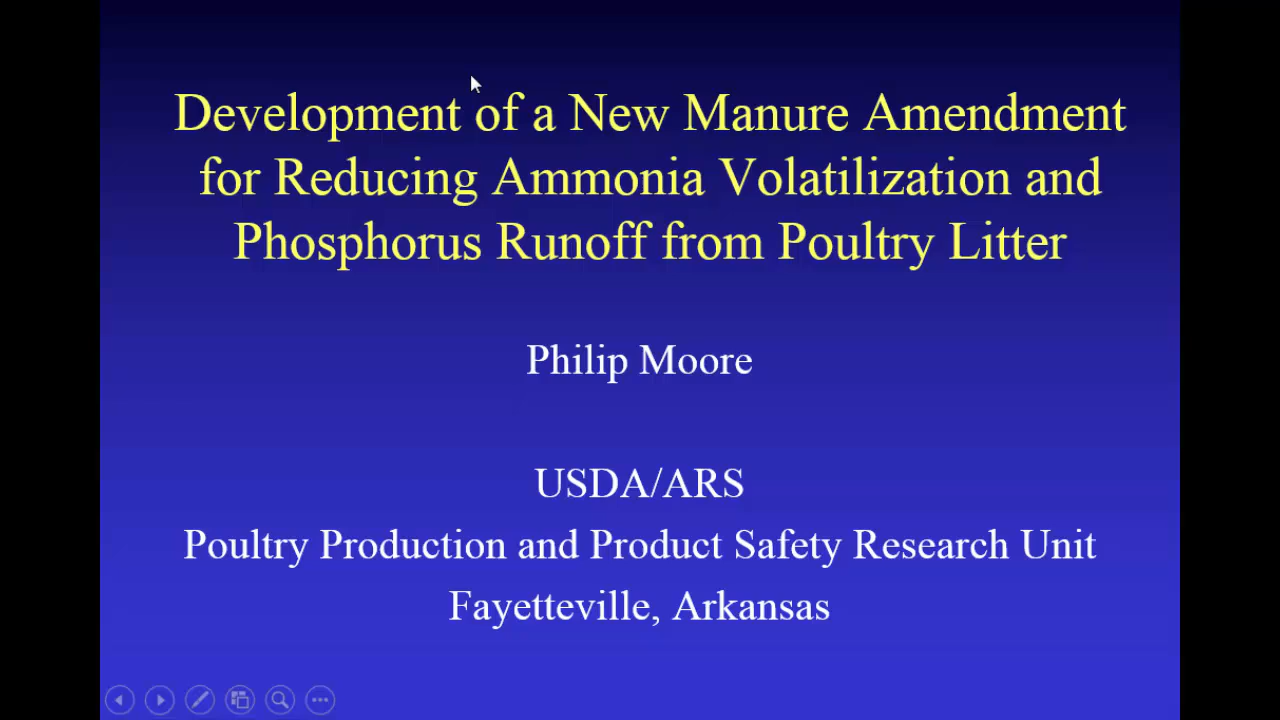 Development of a New Manure Amendment
for Reducing Ammonia Volatilization and
Phosphorus Runoff from Poultry Litter
Philip Moore
USDA/ARS
Poultry Production and Product Safety Research Unit
Fayetteville, Arkansas